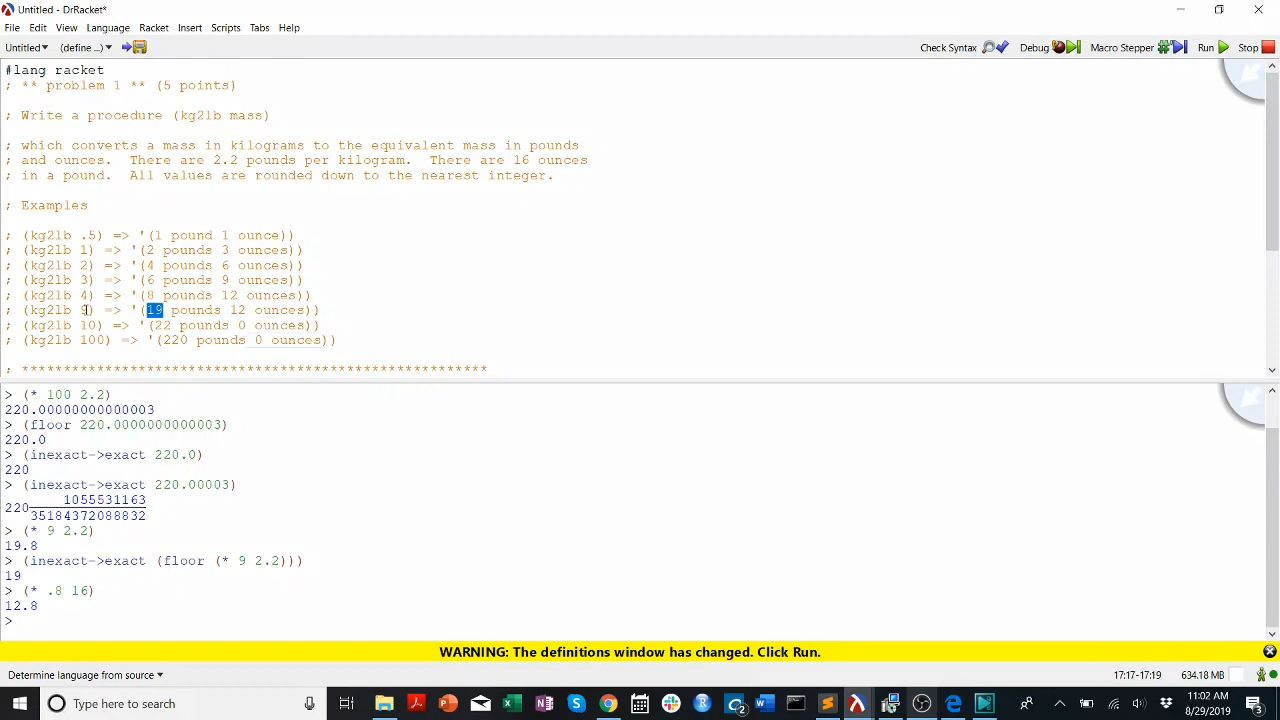 Untitled - DrRacket*
File Edit View Language Racket Insert Scripts Tabs Help
Untitled▾ (define ...)▾ Check Syntax Debug Macro Stepper Run Stop
#lang racket
; ** problem 1 ** (5 points)
; Write a procedure (kg2lb mass)
; which converts a mass in kilograms to the equivalent mass in pounds
; and ounces.  There are 2.2 pounds per kilogram.  There are 16 ounces
; in a pound.  All values are rounded down to the nearest integer.
; Examples
; (kg2lb .5) => '(1 pound 1 ounce))
; (kg2lb 1) => '(2 pounds 3 ounces))
; (kg2lb 2) => '(4 pounds 6 ounces))
; (kg2lb 3) => '(6 pounds 9 ounces))
; (kg2lb 4) => '(8 pounds 12 ounces))
; (kg2lb 9) => '(19 pounds 12 ounces))
; (kg2lb 10) => '(22 pounds 0 ounces))
; (kg2lb 100) => '(220 pounds 0 ounces))
; ********************************************************
> (* 100 2.2)
220.00000000000003
> (floor 220.0000000000003)
220.0
> (inexact->exact 220.0)
220
> (inexact->exact 220.00003)
220 1055531163
35184372088832
> (* 9 2.2)
19.8
> (inexact->exact (floor (* 9 2.2)))
19
> (* .8 16)
12.8
>
WARNING: The definitions window has changed. Click Run.
Determine language from source▾ 17:17-17:19 634.18 MB
Type here to search
11:02 AM
8/29/2019